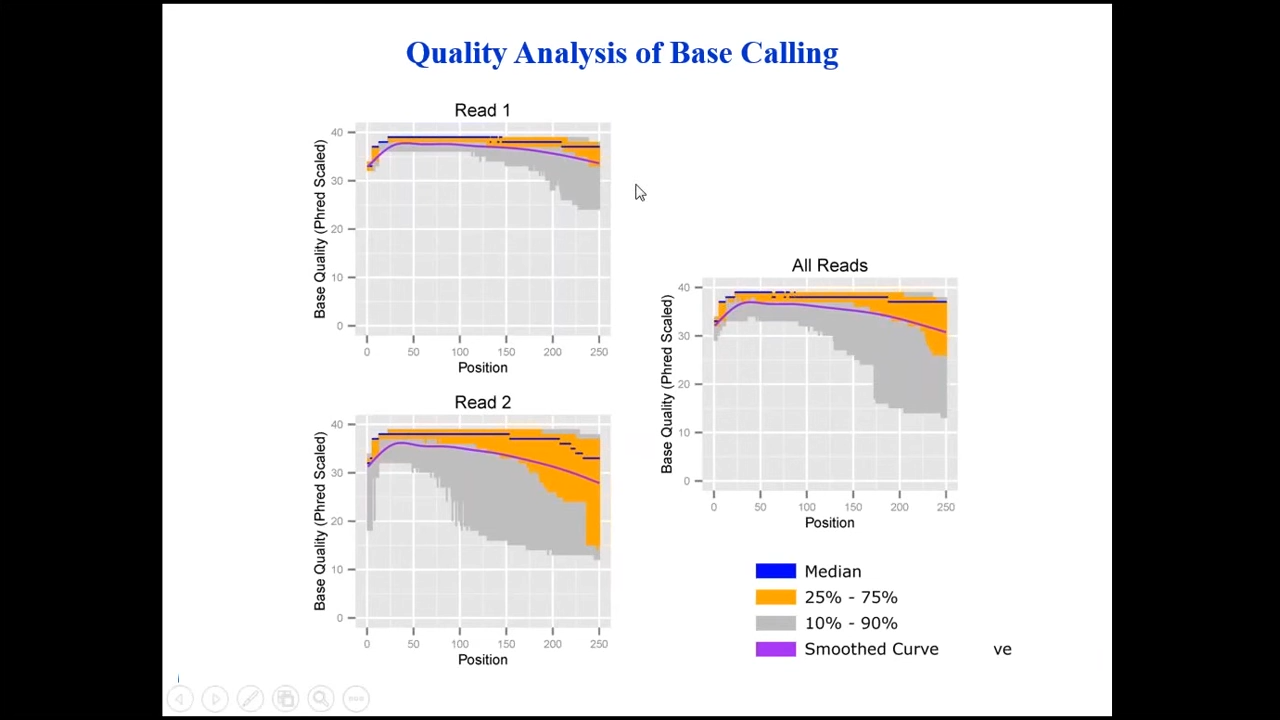 Quality Analysis of Base Calling
Read 1
Base Quality (Phred Scaled)
40
30
20
10
0
0 50 100 150 200 250
Position
Read 2
Base Quality (Phred Scaled)
40
30
20
10
0
0 50 100 150 200 250
Position
All Reads
Base Quality (Phred Scaled)
40
30
20
10
0
0 50 100 150 200 250
Position
Median
25% - 75%
10% - 90%
Smoothed Curve ve